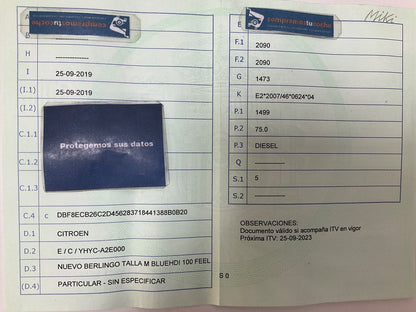 A
compramostucoche
H ---------------
I 25-09-2019
(I.1) 25-09-2019
(I.2)
C.1.1
Protegemos sus datos
C.1.2
C.1.3
C.4 c DBF8ECB26C2D456283718441388B0B20
D.1 CITROEN
D.2 E / C / YHYC-A2E000
D.3 NUEVO BERLINGO TALLA M BLUEHDI 100 FEEL
(D.4) PARTICULAR - SIN ESPECIFICAR
Miki
E
compramostucoche
F.1 2090
F.2 2090
G 1473
K E2*2007/46*0624*04
P.1 1499
P.2 75.0
P.3 DIESEL
Q ---------------
S.1 5
S.2 ---------------
OBSERVACIONES:
Documento válido si acompaña ITV en vigor
Próxima ITV: 25-09-2023